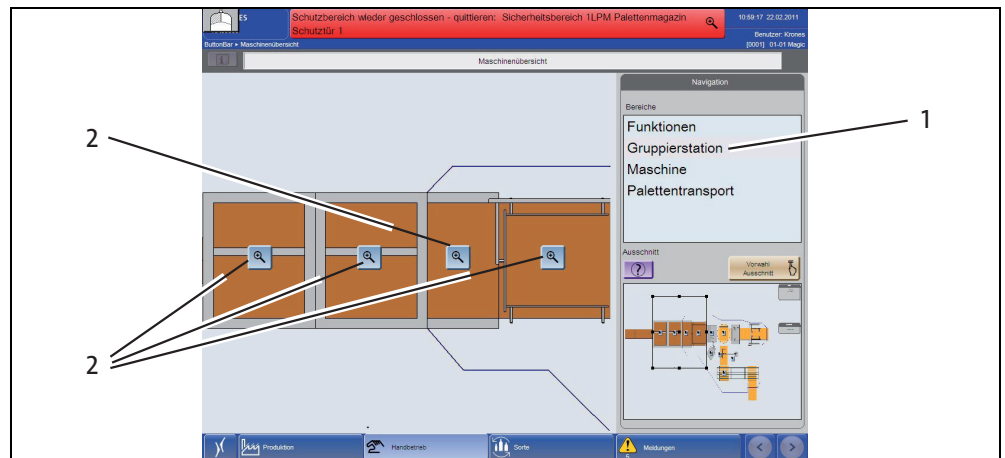 ES
Schutzbereich wieder geschlossen - quittieren: Sicherheitsbereich 1LPM Palettenmagazin
Schutztür 1
10:59:17 22.02.2011
Benutzer: Krones
ButtonBar ▸ Maschinenübersicht
[0001] 01-01 Magic
Maschinenübersicht
Navigation
Bereiche
Funktionen
Gruppierstation
Maschine
Palettentransport
Ausschnitt
Vorwahl
Ausschnitt
1
2
2
Produktion
Handbetrieb
Sorte
Meldungen